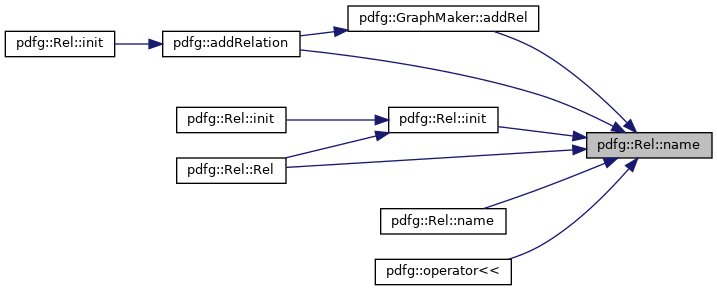 pdfg::GraphMaker::addRel
pdfg::Rel::init
pdfg::addRelation
pdfg::Rel::init
pdfg::Rel::init
pdfg::Rel::name
pdfg::Rel::Rel
pdfg::Rel::name
pdfg::operator<<